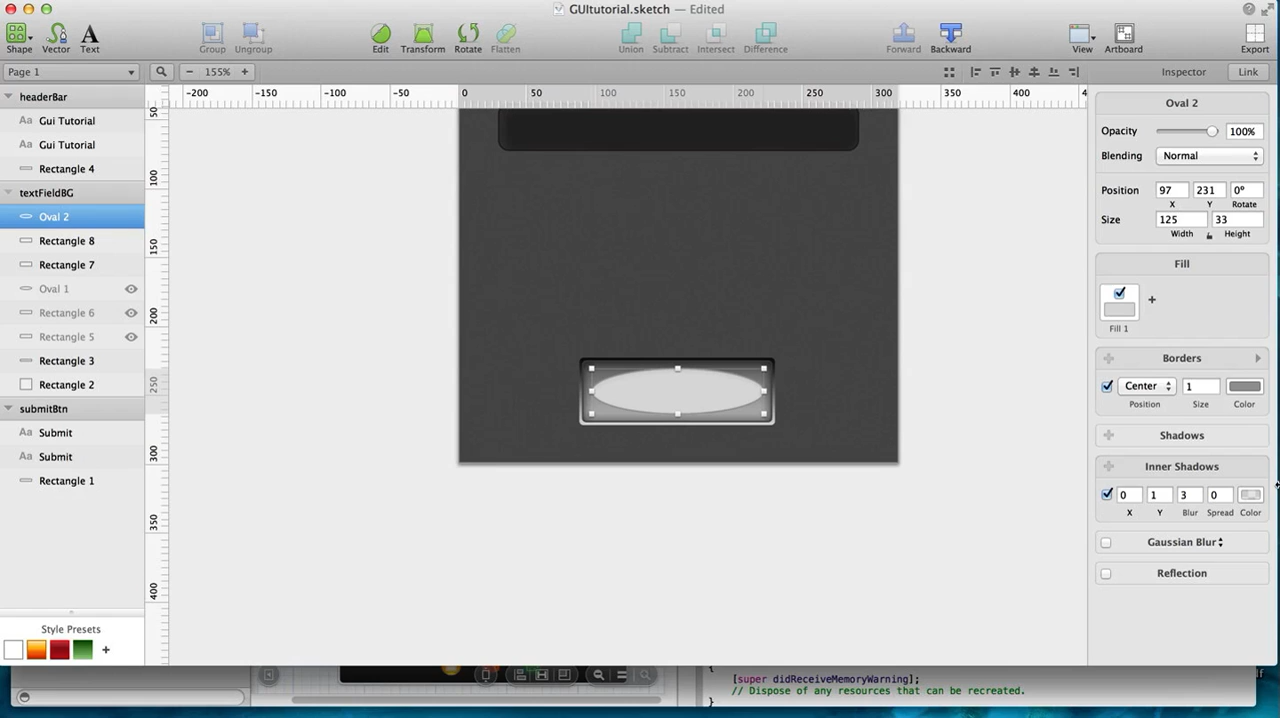 GUItutorial.sketch — Edited
Shape Vector Text Group Ungroup Edit Transform Rotate Flatten Union Subtract Intersect Difference Forward Backward View Artboard Export
Page 1 155% Inspector Link
-200 -150 -100 -50 0 50 100 150 200 250 300 350 400
50
100
150
200
250
300
350
400
headerBar
Aa Gui Tutorial
Aa Gui Tutorial
Rectangle 4
textFieldBG
Oval 2
Rectangle 8
Rectangle 7
Oval 1
Rectangle 6
Rectangle 5
Rectangle 3
Rectangle 2
submitBtn
Aa Submit
Aa Submit
Rectangle 1
Style Presets
Oval 2
Opacity 100%
Blending Normal
Position 97 231 0°
X Y Rotate
Size 125 33
Width Height
Fill
Fill 1
Borders
Center 1
Position Size Color
Shadows
Inner Shadows
0 1 3 0
X Y Blur Spread Color
Gaussian Blur
Reflection
{
[super didReceiveMemoryWarning];
// Dispose of any resources that can be recreated.
}